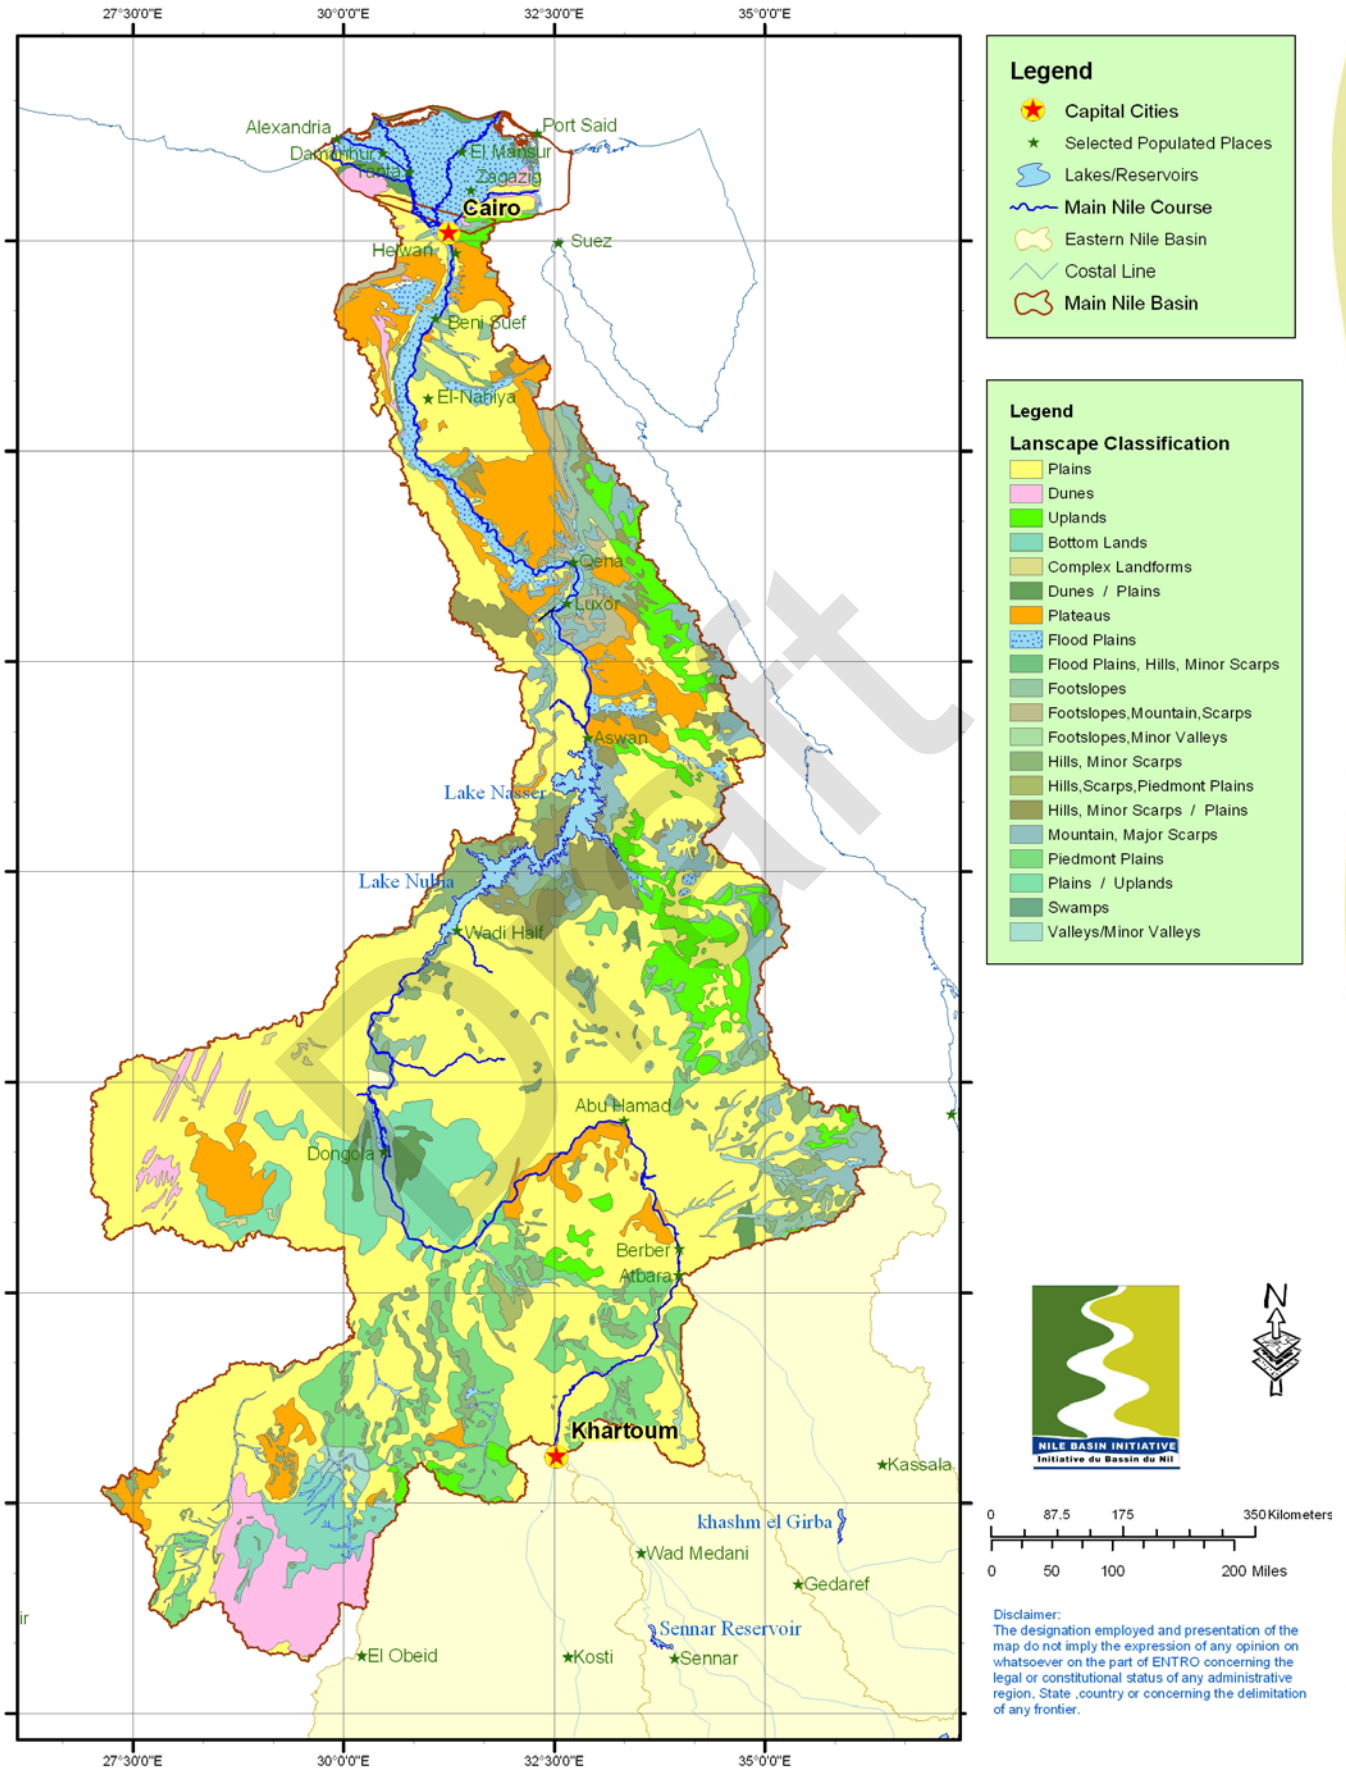 27°30'0"E 30°0'0"E 32°30'0"E 35°0'0"E
Legend
Capital Cities
Selected Populated Places
Lakes/Reservoirs
Main Nile Course
Eastern Nile Basin
Costal Line
Main Nile Basin
Legend
Lanscape Classification
Plains
Dunes
Uplands
Bottom Lands
Complex Landforms
Dunes / Plains
Plateaus
Flood Plains
Flood Plains, Hills, Minor Scarps
Footslopes
Footslopes,Mountain,Scarps
Footslopes,Minor Valleys
Hills, Minor Scarps
Hills,Scarps,Piedmont Plains
Hills, Minor Scarps / Plains
Mountain, Major Scarps
Piedmont Plains
Plains / Uplands
Swamps
Valleys/Minor Valleys
Alexandria
Port Said
Damanhur
El Mansur
Tanta
Zagazig
Cairo
Helwan
Suez
Beni Suef
El-Nahiya
Qena
Luxor
Aswan
Lake Nasser
Lake Nubia
Wadi Half
Abu Hamad
Dongola
Berber
Atbara
Khartoum
Kassala
khashm el Girba
Wad Medani
Gedaref
Sennar Reservoir
ir
El Obeid
Kosti
Sennar
Draft
N
NILE BASIN INITIATIVE
Initiative du Bassin du Nil
0 87.5 175 350 Kilometers
0 50 100 200 Miles
Disclaimer:
The designation employed and presentation of the
map do not imply the expression of any opinion on
whatsoever on the part of ENTRO concerning the
legal or constitutional status of any administrative
region, State ,country or concerning the delimitation
of any frontier.
27°30'0"E 30°0'0"E 32°30'0"E 35°0'0"E